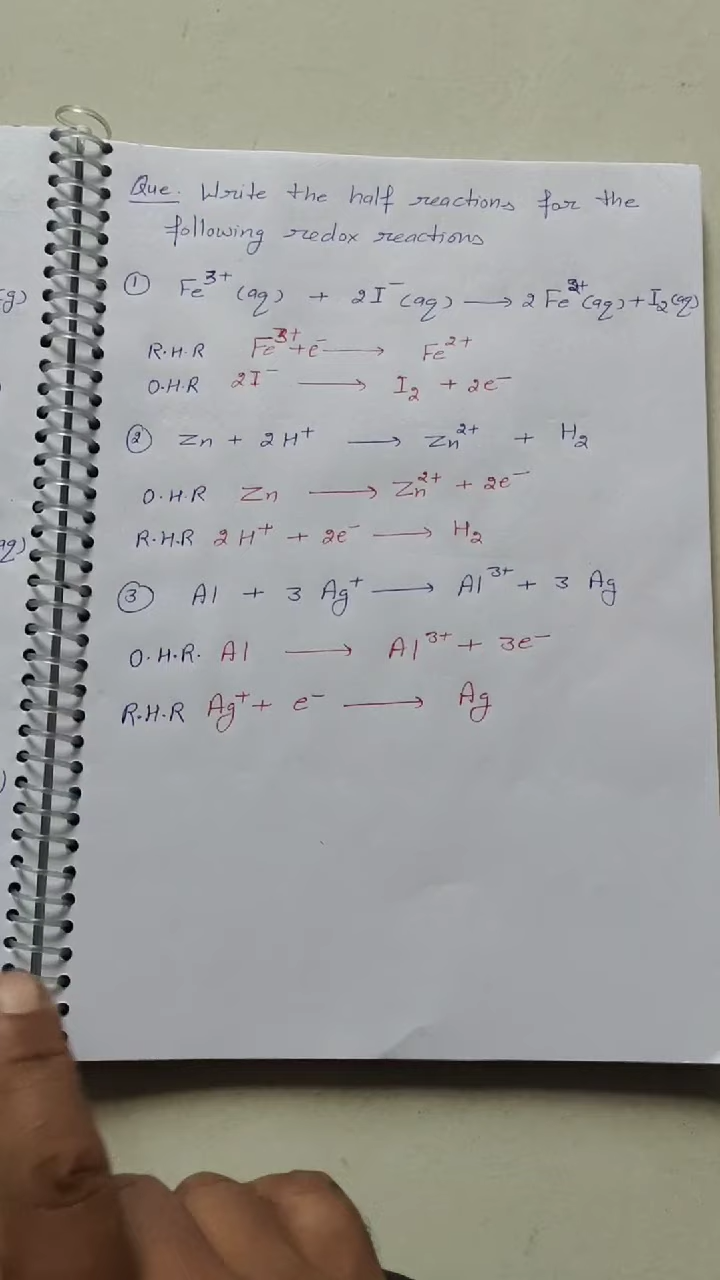 g)
Que. Write the half reactions for the
following redox reactions
① Fe³⁺(aq) + 2I⁻(aq) ⟶ 2Fe²⁺(aq) + I₂(aq)
R.H.R Fe³⁺ + e⁻ ⟶ Fe²⁺
O.H.R 2I⁻ ⟶ I₂ + 2e⁻
② Zn + 2H⁺ ⟶ Zn²⁺ + H₂
O.H.R Zn ⟶ Zn²⁺ + 2e⁻
R.H.R 2H⁺ + 2e⁻ ⟶ H₂
aq)
③ Al + 3 Ag⁺ ⟶ Al³⁺ + 3 Ag
O.H.R. Al ⟶ Al³⁺ + 3e⁻
R.H.R Ag⁺ + e⁻ ⟶ Ag
)